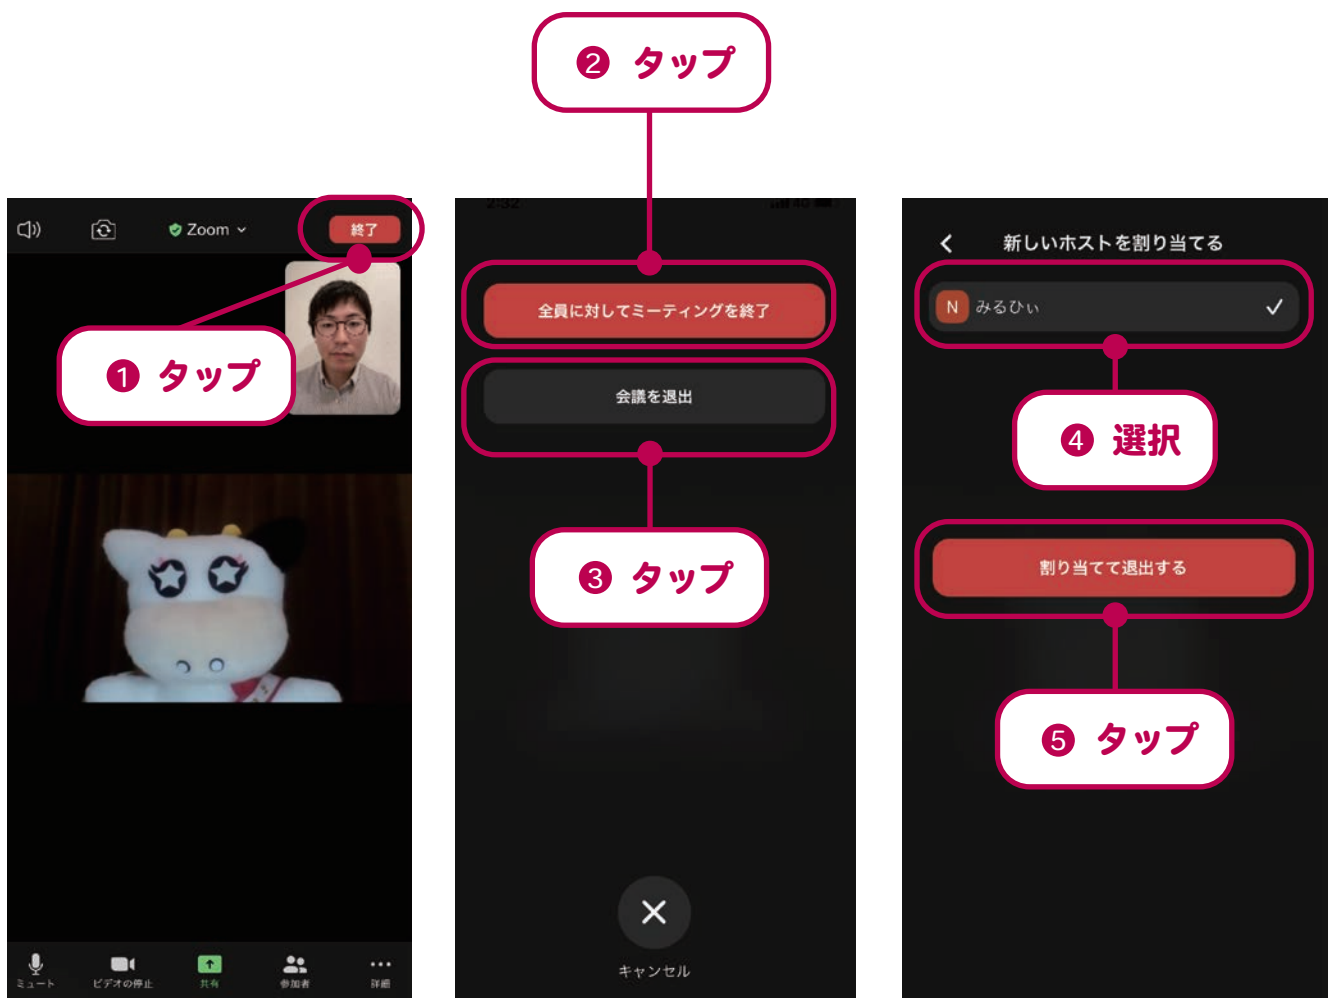 ❷ タップ
Zoom
終了
❶ タップ
ミュート
ビデオの停止
共有
参加者
詳細
2:32
全員に対してミーティングを終了
会議を退出
❸ タップ
キャンセル
新しいホストを割り当てる
N みるひぃ
❹ 選択
割り当てて退出する
❺ タップ